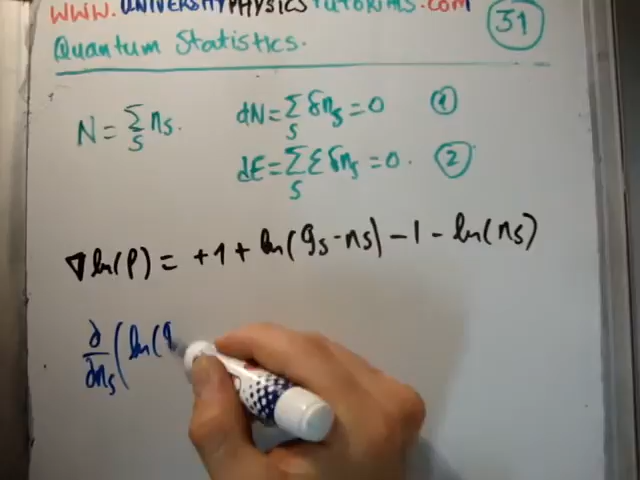 WWW.UNIVERSITYPHYSICSTUTORIALS.COM
31
Quantum Statistics.
N = Σ_S n_s. dN = Σ_S δn_s = 0 ①
dE = Σ_S ε δn_s = 0. ②
∇ln(P) = +1 + ln(g_s - n_s) - 1 - ln(n_s)
∂/∂n_s (ln(g